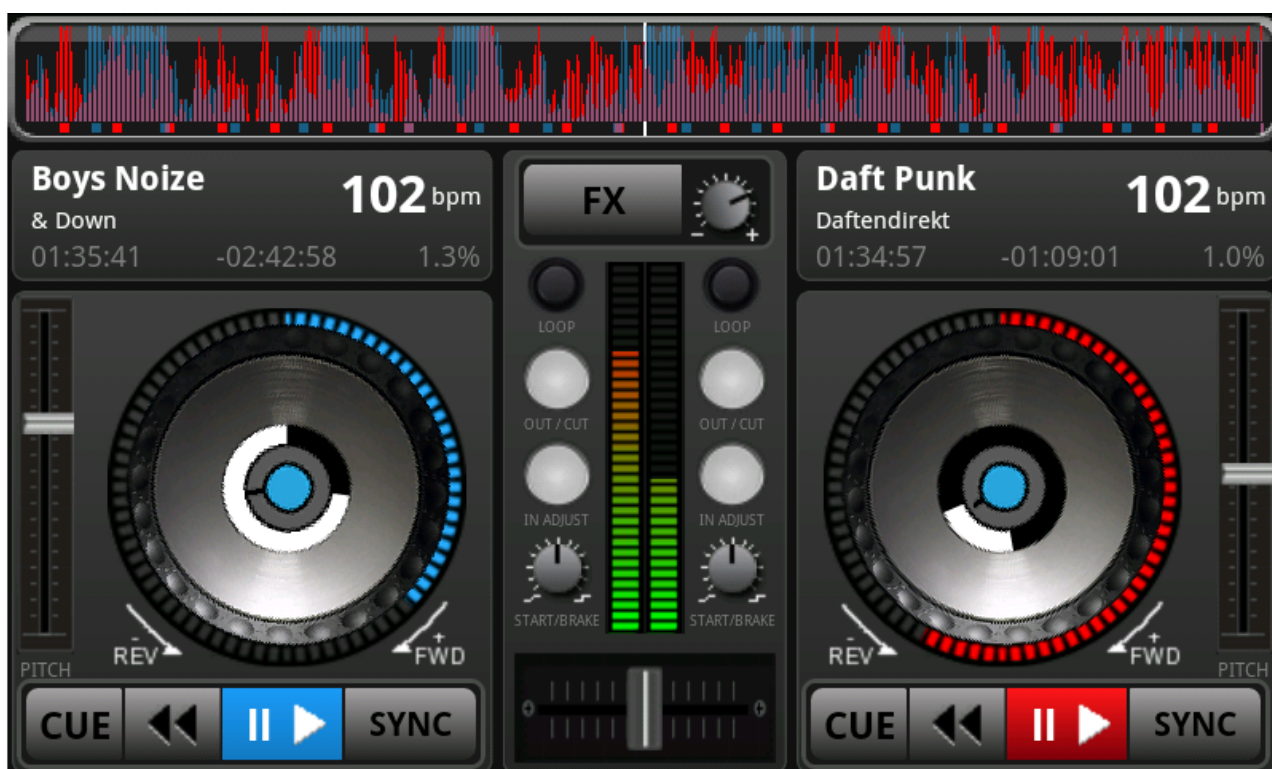 Boys Noize
102 bpm
& Down
01:35:41 -02:42:58 1.3%
FX
- +
Daft Punk
102 bpm
Daftendirekt
01:34:57 -01:09:01 1.0%
LOOP LOOP
OUT / CUT OUT / CUT
IN ADJUST IN ADJUST
START/BRAKE START/BRAKE
- REV
+ FWD
PITCH
CUE
SYNC
- REV
+ FWD
PITCH
CUE
SYNC